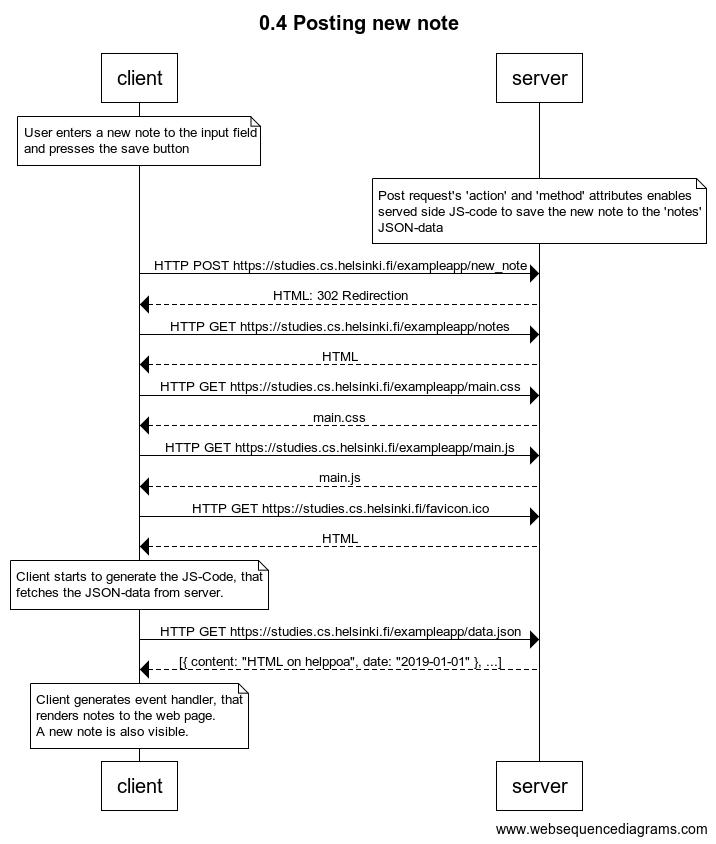 0.4 Posting new note
client
server
User enters a new note to the input field
and presses the save button
Post request's 'action' and 'method' attributes enables
served side JS-code to save the new note to the 'notes'
JSON-data
HTTP POST https://studies.cs.helsinki.fi/exampleapp/new_note
HTML: 302 Redirection
HTTP GET https://studies.cs.helsinki.fi/exampleapp/notes
HTML
HTTP GET https://studies.cs.helsinki.fi/exampleapp/main.css
main.css
HTTP GET https://studies.cs.helsinki.fi/exampleapp/main.js
main.js
HTTP GET https://studies.cs.helsinki.fi/favicon.ico
HTML
Client starts to generate the JS-Code, that
fetches the JSON-data from server.
HTTP GET https://studies.cs.helsinki.fi/exampleapp/data.json
[{ content: "HTML on helppoa", date: "2019-01-01" }, ...]
Client generates event handler, that
renders notes to the web page.
A new note is also visible.
client
server
www.websequencediagrams.com